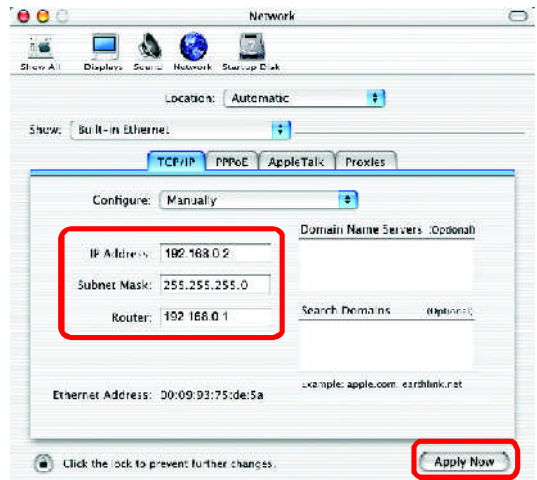 Network
Show All Displays Sound Network Startup Disk
Location: Automatic
Show: Built-in Ethernet
TCP/IP PPPoE AppleTalk Proxies
Configure: Manually
Domain Name Servers (Optional)
IP Address: 192.168.0.2
Subnet Mask: 255.255.255.0
Router: 192.168.0.1
Search Domains (Optional)
Example: apple.com, earthlink.net
Ethernet Address: 00:09:93:75:de:5a
Click the lock to prevent further changes.
Apply Now